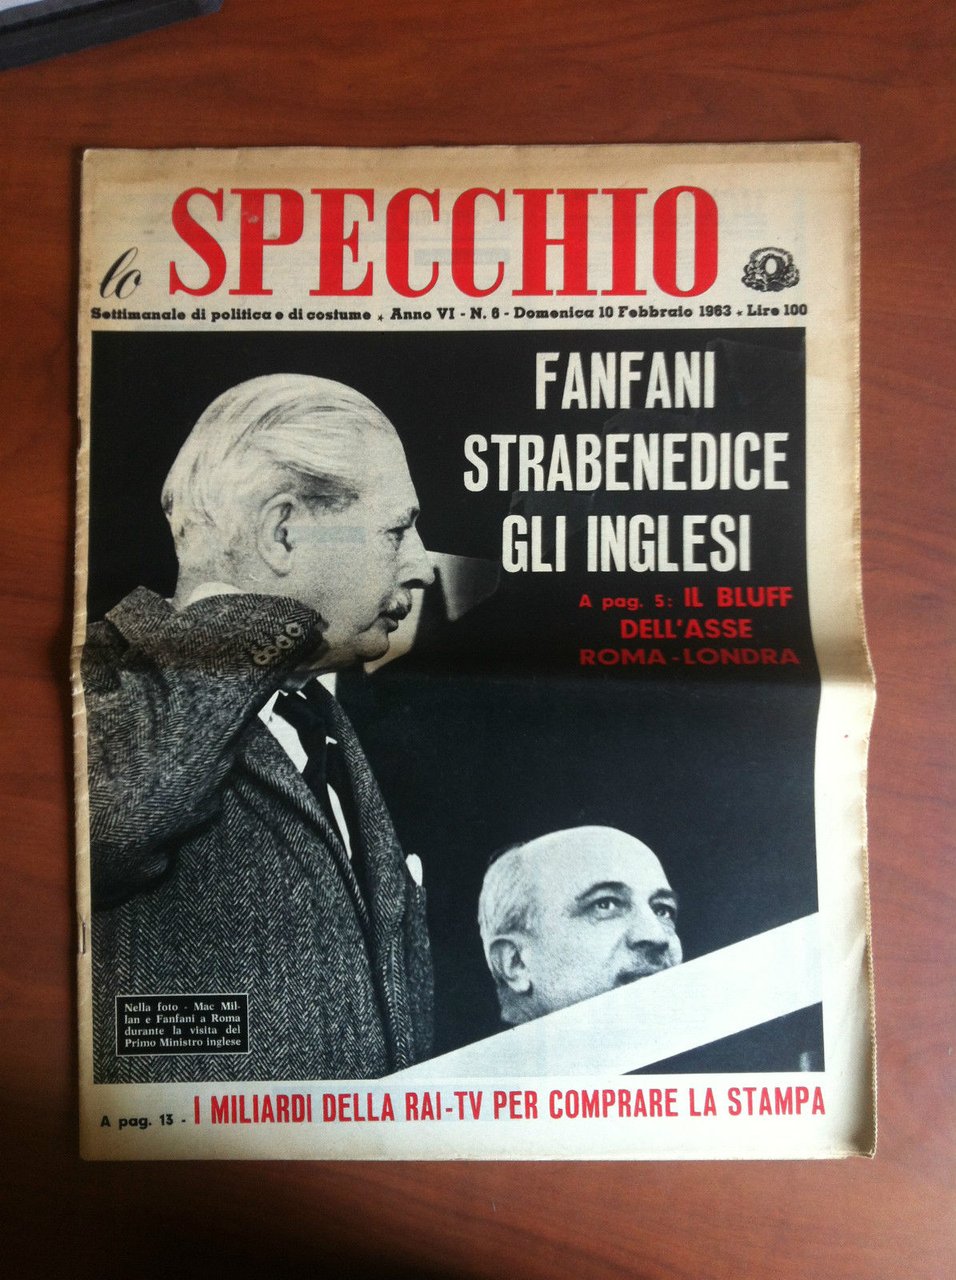 lo SPECCHIO
Settimanale di politica e di costume ★ Anno VI - N. 6 - Domenica 10 Febbraio 1963 ★ Lire 100
FANFANI
STRABENEDICE
GLI INGLESI
A pag. 5: IL BLUFF
DELL'ASSE
ROMA-LONDRA
Nella foto - Mac Mil-
lan e Fanfani a Roma
durante la visita del
Primo Ministro inglese
A pag. 13 - I MILIARDI DELLA RAI-TV PER COMPRARE LA STAMPA